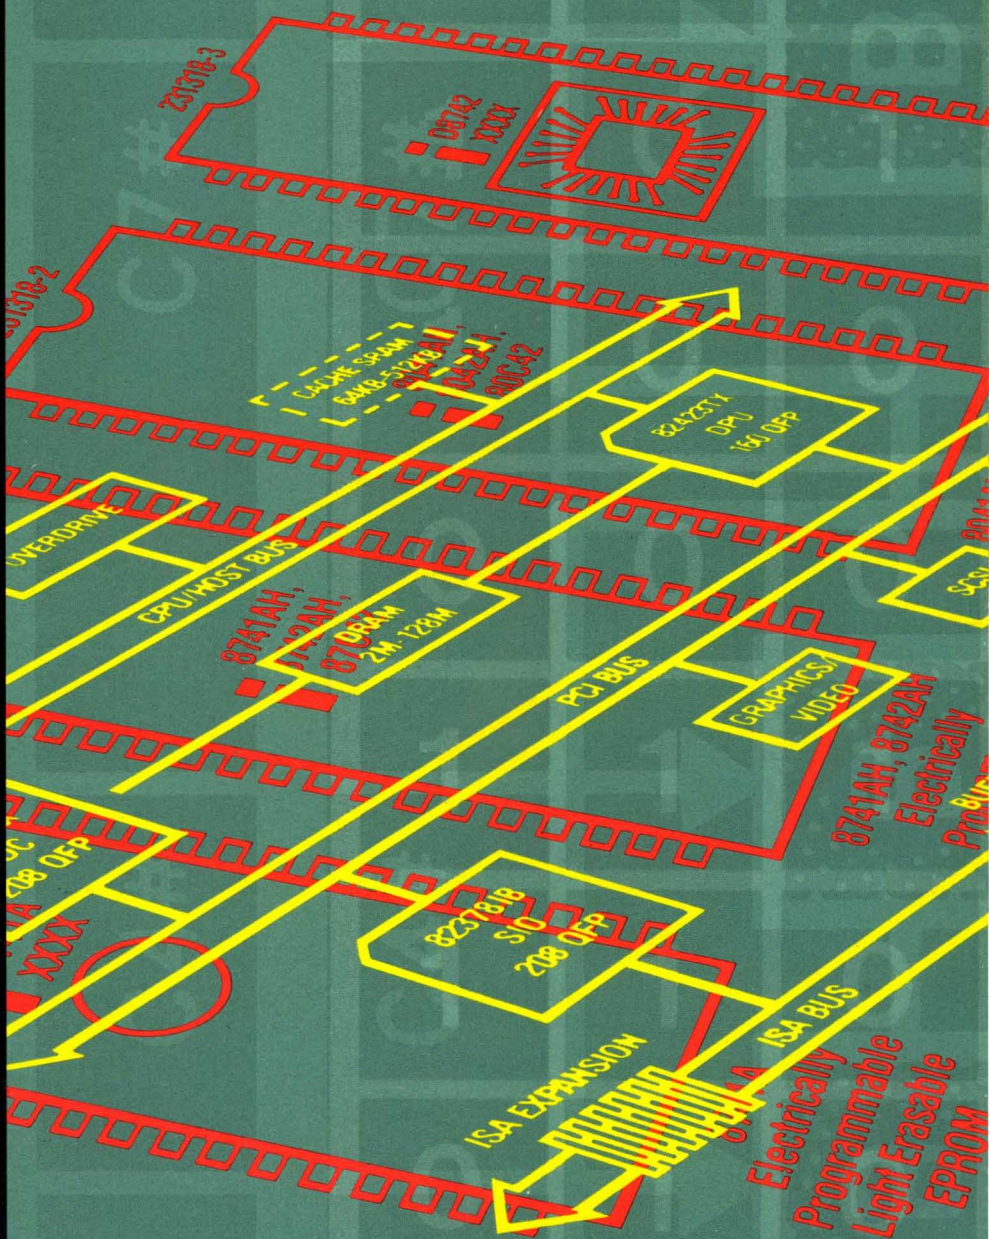 231318-3
D8742
XXXX
231318-2
CACHE SRAM
64KB-512KB
80C42
82423TX
DPU
160 QFP
OVERDRIVE
CPU/HOST BUS
SCSI
8741AH,
8742AH,
DRAM
2M-128M
PCI BUS
GRAPHICS/
VIDEO
8741AH, 8742AH
Electrically
208 QFP
XXXX
82378IB
SIO
208 QFP
ISA BUS
ISA EXPANSION
Electrically
Programmable
Light Erasable
EPROM